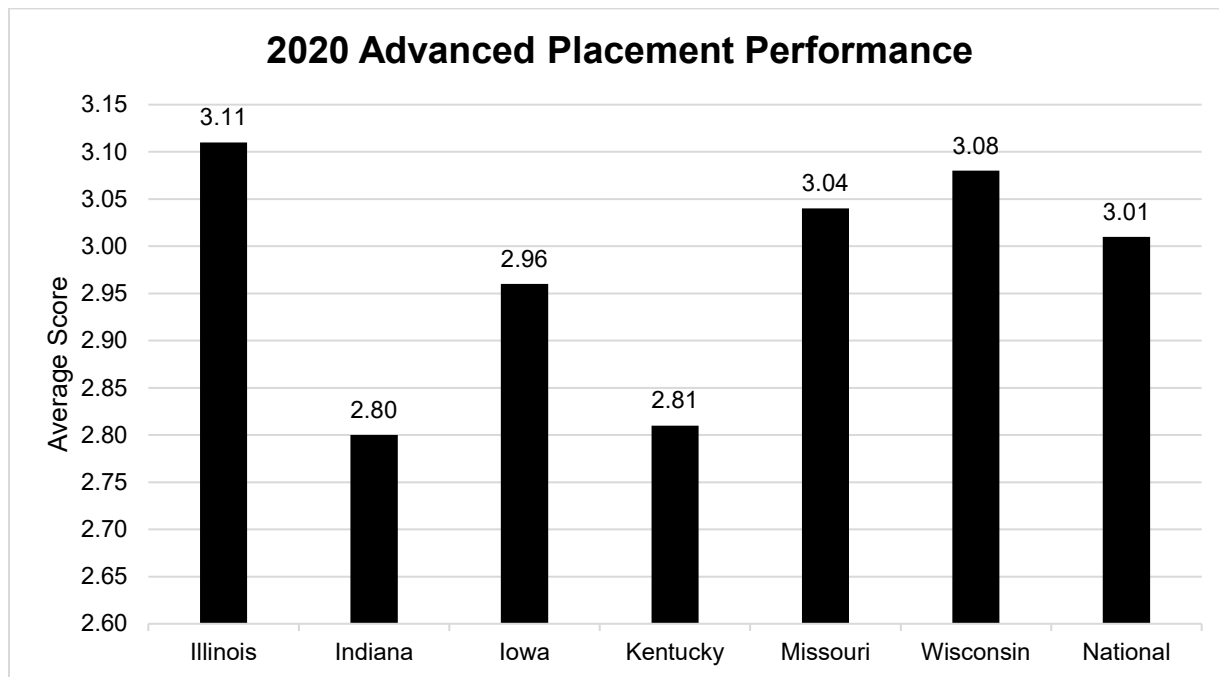 2020 Advanced Placement Performance
Average Score
3.15
3.10
3.05
3.00
2.95
2.90
2.85
2.80
2.75
2.70
2.65
2.60
3.11
2.80
2.96
2.81
3.04
3.08
3.01
Illinois
Indiana
Iowa
Kentucky
Missouri
Wisconsin
National